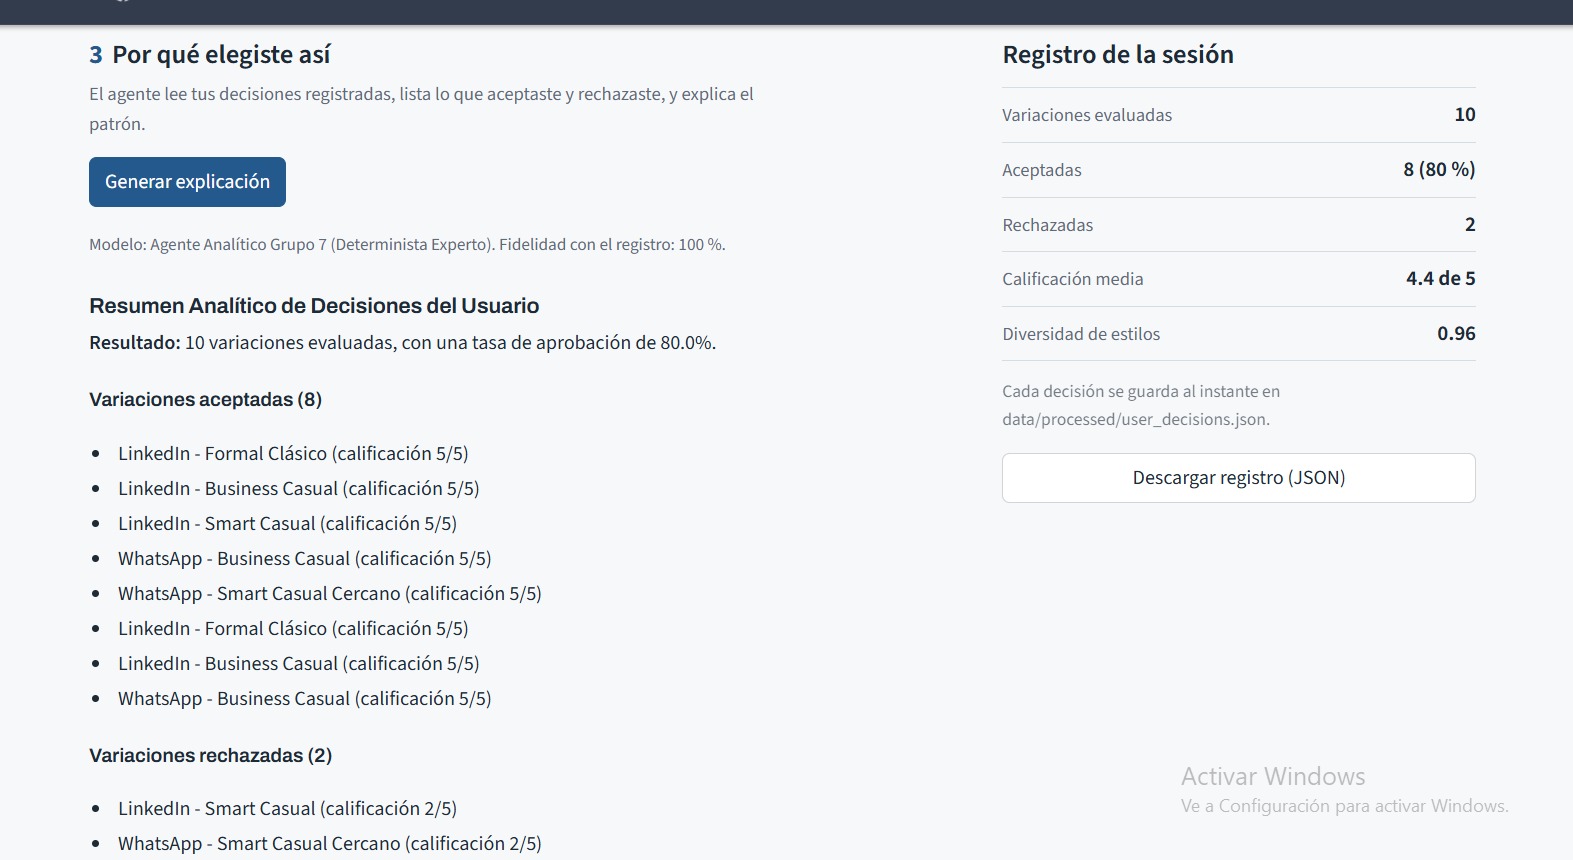 3 Por qué elegiste así
El agente lee tus decisiones registradas, lista lo que aceptaste y rechazaste, y explica el
patrón.
Generar explicación
Modelo: Agente Analítico Grupo 7 (Determinista Experto). Fidelidad con el registro: 100 %.
Resumen Analítico de Decisiones del Usuario
Resultado: 10 variaciones evaluadas, con una tasa de aprobación de 80.0%.
Variaciones aceptadas (8)
• LinkedIn - Formal Clásico (calificación 5/5)
• LinkedIn - Business Casual (calificación 5/5)
• LinkedIn - Smart Casual (calificación 5/5)
• WhatsApp - Business Casual (calificación 5/5)
• WhatsApp - Smart Casual Cercano (calificación 5/5)
• LinkedIn - Formal Clásico (calificación 5/5)
• LinkedIn - Business Casual (calificación 5/5)
• WhatsApp - Business Casual (calificación 5/5)
Variaciones rechazadas (2)
• LinkedIn - Smart Casual (calificación 2/5)
• WhatsApp - Smart Casual Cercano (calificación 2/5)
Registro de la sesión
Variaciones evaluadas 10
Aceptadas 8 (80 %)
Rechazadas 2
Calificación media 4.4 de 5
Diversidad de estilos 0.96
Cada decisión se guarda al instante en
data/processed/user_decisions.json.
Descargar registro (JSON)
Activar Windows
Ve a Configuración para activar Windows.